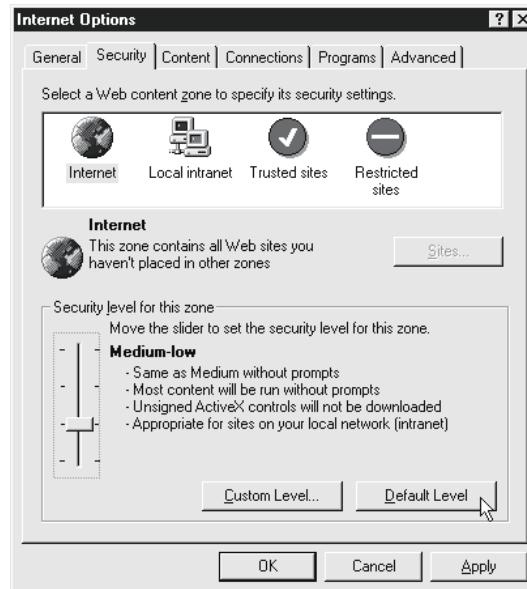 Internet Options
General Security Content Connections Programs Advanced
Select a Web content zone to specify its security settings.
Internet Local intranet Trusted sites Restricted
sites
Internet
This zone contains all Web sites you
haven't placed in other zones
Sites...
Security level for this zone
Move the slider to set the security level for this zone.
Medium-low
- Same as Medium without prompts
- Most content will be run without prompts
- Unsigned ActiveX controls will not be downloaded
- Appropriate for sites on your local network (intranet)
Custom Level... Default Level
OK Cancel Apply